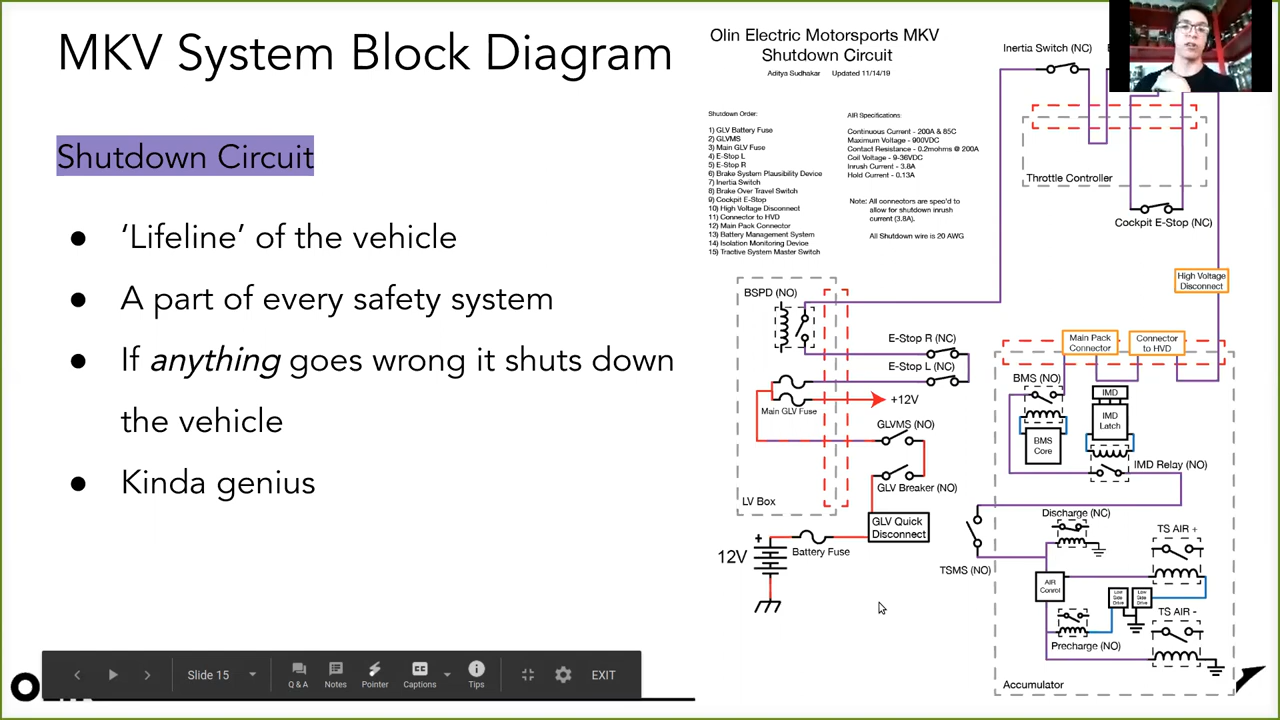 MKV System Block Diagram
Shutdown Circuit
● ‘Lifeline’ of the vehicle
● A part of every safety system
● If anything goes wrong it shuts down
the vehicle
● Kinda genius
Olin Electric Motorsports MKV
Shutdown Circuit
Aditya Sudhakar Updated 11/14/19
Shutdown Order:
1) GLV Battery Fuse
2) GLVMS
3) Main GLV Fuse
4) E-Stop L
5) E-Stop R
6) Brake System Plausibility Device
7) Inertia Switch
8) Brake Over Travel Switch
9) Cockpit E-Stop
10) High Voltage Disconnect
11) Connector to HVD
12) Main Pack Connector
13) Battery Management System
14) Isolation Monitoring Device
15) Tractive System Master Switch
AIR Specifications:
Continuous Current - 200A & 85C
Maximum Voltage - 900VDC
Contact Resistance - 0.2mohms @ 200A
Coil Voltage - 9-36VDC
Inrush Current - 3.8A
Hold Current - 0.13A
Note: All connectors are spec'd to
allow for shutdown inrush
current (3.8A).
All Shutdown wire is 20 AWG
Inertia Switch (NC)
Throttle Controller
Cockpit E-Stop (NC)
High Voltage
Disconnect
BSPD (NO)
E-Stop R (NC)
E-Stop L (NC)
Main GLV Fuse
+12V
GLVMS (NO)
GLV Breaker (NO)
LV Box
GLV Quick
Disconnect
12V
+
Battery Fuse
Main Pack
Connector
Connector
to HVD
BMS (NO)
BMS
Core
IMD
IMD
Latch
IMD Relay (NO)
TSMS (NO)
Discharge (NC)
TS AIR +
AIR
Conrol
Low
Side
Drive
Low
Side
Drive
TS AIR -
Precharge (NO)
Accumulator
Slide 15
Q & A
Notes
Pointer
Captions
Tips
EXIT